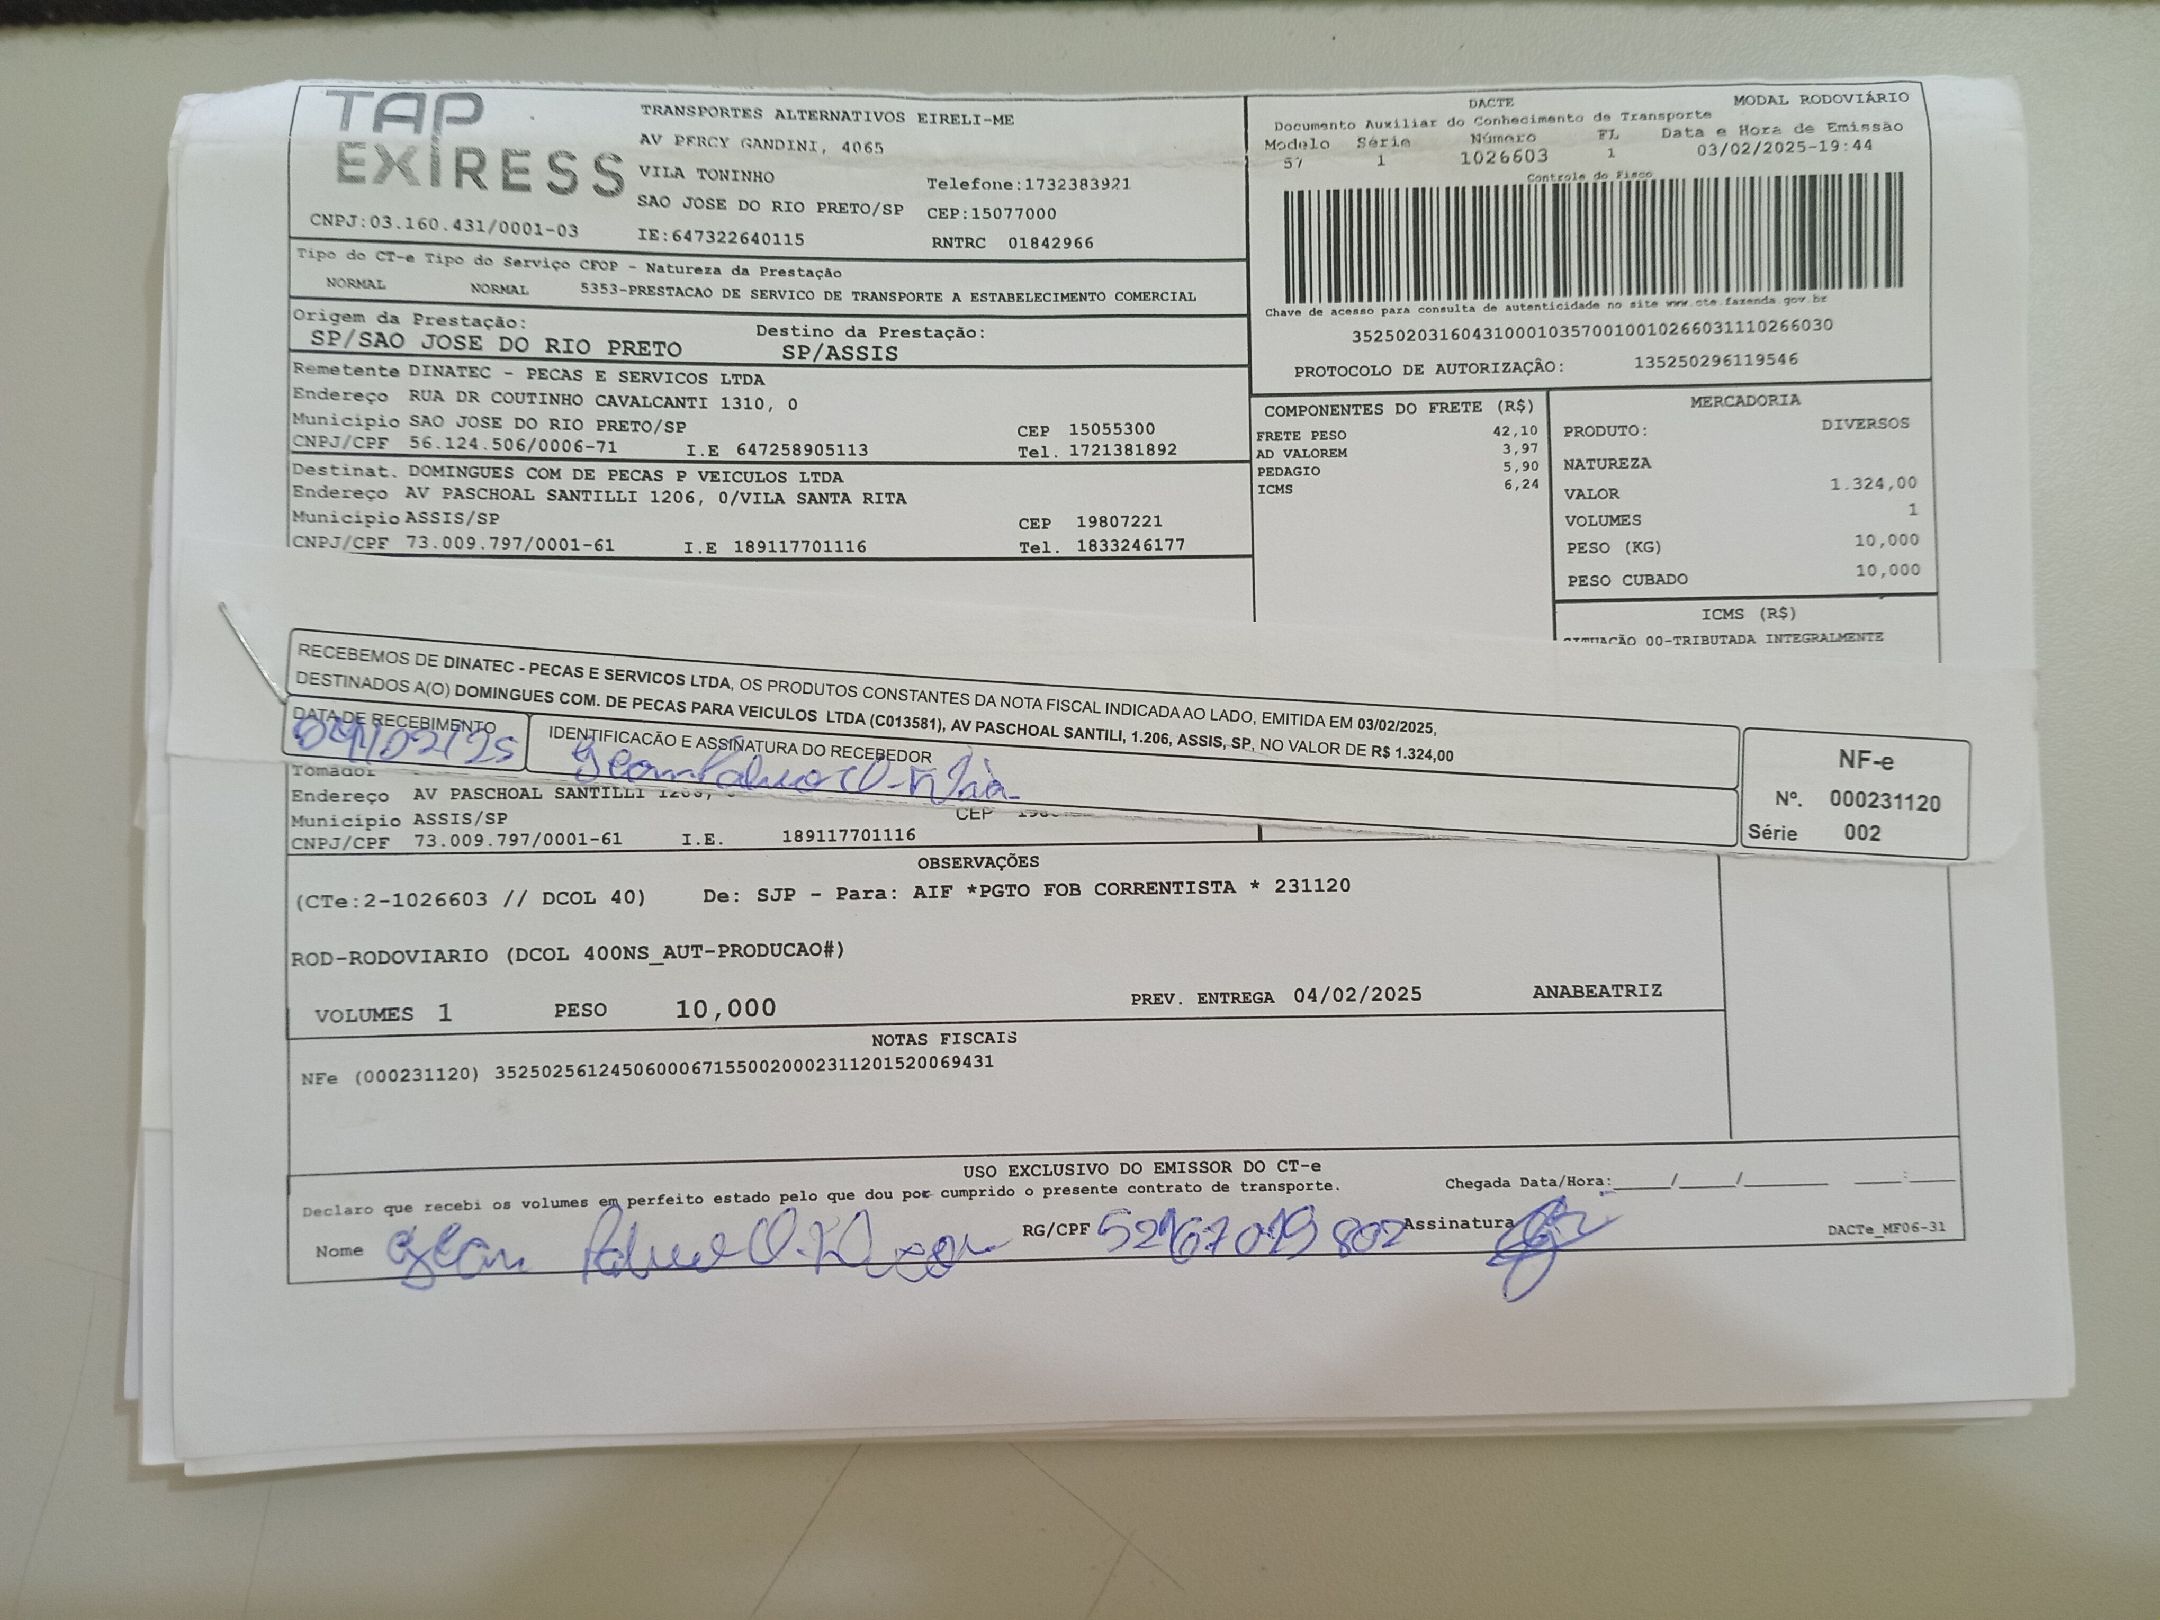 TAP
EXPRESS
TRANSPORTES ALTERNATIVOS EIRELI-ME
AV PERCY GANDINI, 4065
VILA TONINHO
Telefone:1732383921
SAO JOSE DO RIO PRETO/SP CEP:15077000
CNPJ:03.160.431/0001-03 IE:647322640115 RNTRC 01842966
DACTE MODAL RODOVIÁRIO
Documento Auxiliar do Conhecimento de Transporte
Modelo Série Número FL Data e Hora de Emissão
57 1 1026603 1 03/02/2025-19:44
Controle do Fisco
Chave de acesso para consulta de autenticidade no site www.cte.fazenda.gov.br
35250203160431000103570010010266031110266030
PROTOCOLO DE AUTORIZAÇÃO: 135250296119546
Tipo do CT-e Tipo do Serviço CFOP - Natureza da Prestação
NORMAL NORMAL 5353-PRESTACAO DE SERVICO DE TRANSPORTE A ESTABELECIMENTO COMERCIAL
Origem da Prestação: Destino da Prestação:
SP/SAO JOSE DO RIO PRETO SP/ASSIS
Remetente DINATEC - PECAS E SERVICOS LTDA
Endereço RUA DR COUTINHO CAVALCANTI 1310, 0
Município SAO JOSE DO RIO PRETO/SP CEP 15055300
CNPJ/CPF 56.124.506/0006-71 I.E 647258905113 Tel. 1721381892
Destinat. DOMINGUES COM DE PECAS P VEICULOS LTDA
Endereço AV PASCHOAL SANTILLI 1206, 0/VILA SANTA RITA
Município ASSIS/SP CEP 19807221
CNPJ/CPF 73.009.797/0001-61 I.E 189117701116 Tel. 1833246177
COMPONENTES DO FRETE (R$)
FRETE PESO 42,10
AD VALOREM 3,97
PEDAGIO 5,90
ICMS 6,24
MERCADORIA
PRODUTO: DIVERSOS
NATUREZA
VALOR 1.324,00
VOLUMES 1
PESO (KG) 10,000
PESO CUBADO 10,000
ICMS (R$)
SITUAÇÃO 00-TRIBUTADA INTEGRALMENTE
RECEBEMOS DE DINATEC - PECAS E SERVICOS LTDA, OS PRODUTOS CONSTANTES DA NOTA FISCAL INDICADA AO LADO, EMITIDA EM 03/02/2025,
DESTINADOS A(O) DOMINGUES COM. DE PECAS PARA VEICULOS LTDA (C013581), AV PASCHOAL SANTILI, 1.206, ASSIS, SP, NO VALOR DE R$ 1.324,00
DATA DE RECEBIMENTO IDENTIFICAÇÃO E ASSINATURA DO RECEBEDOR
04/02/25
NF-e
Nº. 000231120
Série 002
Tomador
Endereço AV PASCHOAL SANTILLI
Município ASSIS/SP CEP
CNPJ/CPF 73.009.797/0001-61 I.E. 189117701116
OBSERVAÇÕES
(CTe:2-1026603 // DCOL 40) De: SJP - Para: AIF *PGTO FOB CORRENTISTA * 231120
ROD-RODOVIARIO (DCOL 400NS_AUT-PRODUCAO#)
VOLUMES 1 PESO 10,000 PREV. ENTREGA 04/02/2025 ANABEATRIZ
NOTAS FISCAIS
NFe (000231120) 35250256124506000671550020002311201520069431
USO EXCLUSIVO DO EMISSOR DO CT-e
Declaro que recebi os volumes em perfeito estado pelo que dou por cumprido o presente contrato de transporte. Chegada Data/Hora:____/____/______ ____:____
Nome RG/CPF Assinatura DACTe_MF06-31